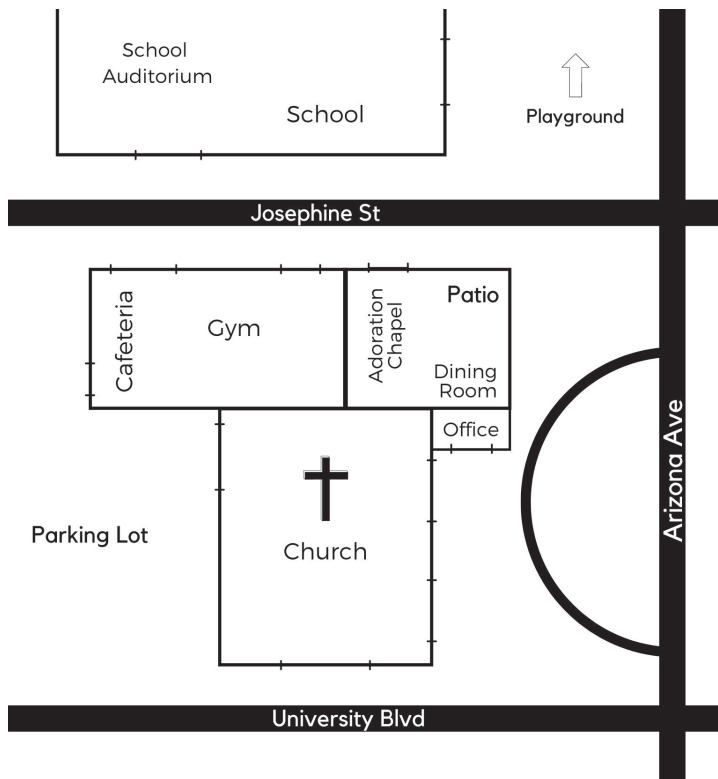 School
Auditorium
School
Playground
Josephine St
Cafeteria
Gym
Adoration
Chapel
Patio
Dining
Room
Office
Arizona Ave
Parking Lot
Church
University Blvd